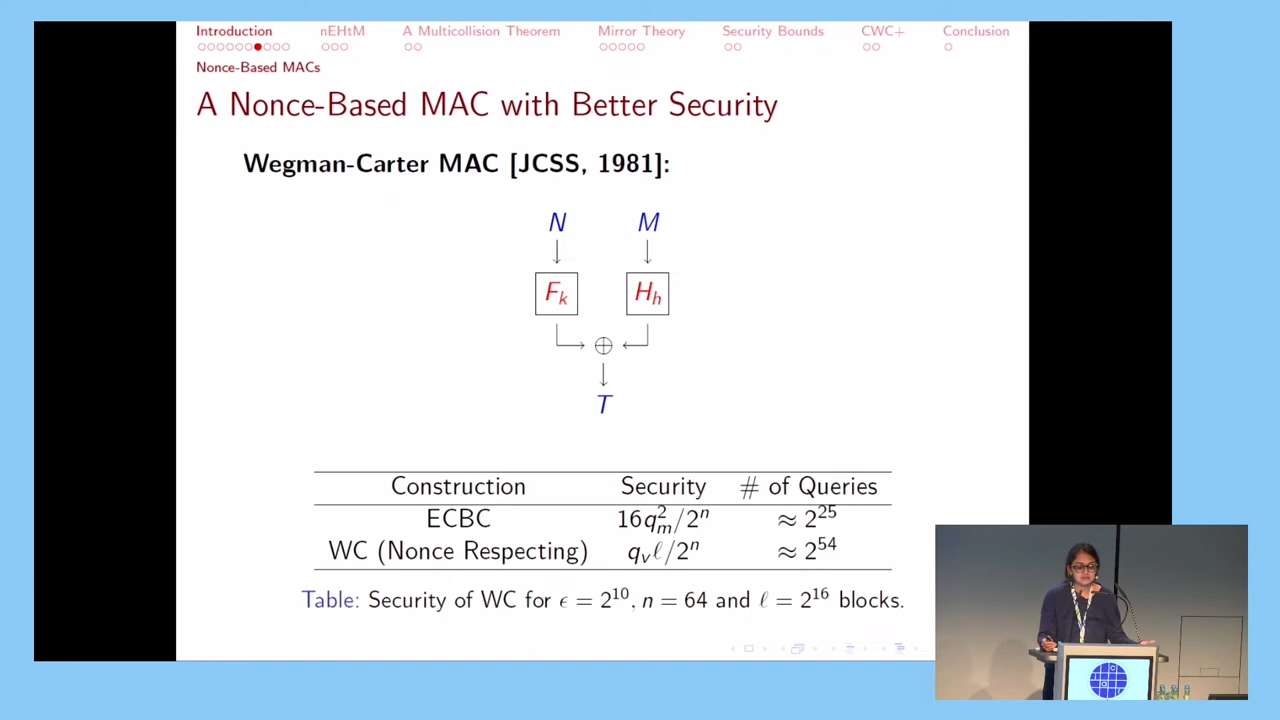 Introduction nEHtM A Multicollision Theorem Mirror Theory Security Bounds CWC+ Conclusion
Nonce-Based MACs
A Nonce-Based MAC with Better Security
Wegman-Carter MAC [JCSS, 1981]:
N M
F_k H_h
⊕
T
Construction Security # of Queries
ECBC 16q_m^2/2^n ≈ 2^25
WC (Nonce Respecting) q_vℓ/2^n ≈ 2^54
Table: Security of WC for ϵ = 2^10, n = 64 and ℓ = 2^16 blocks.